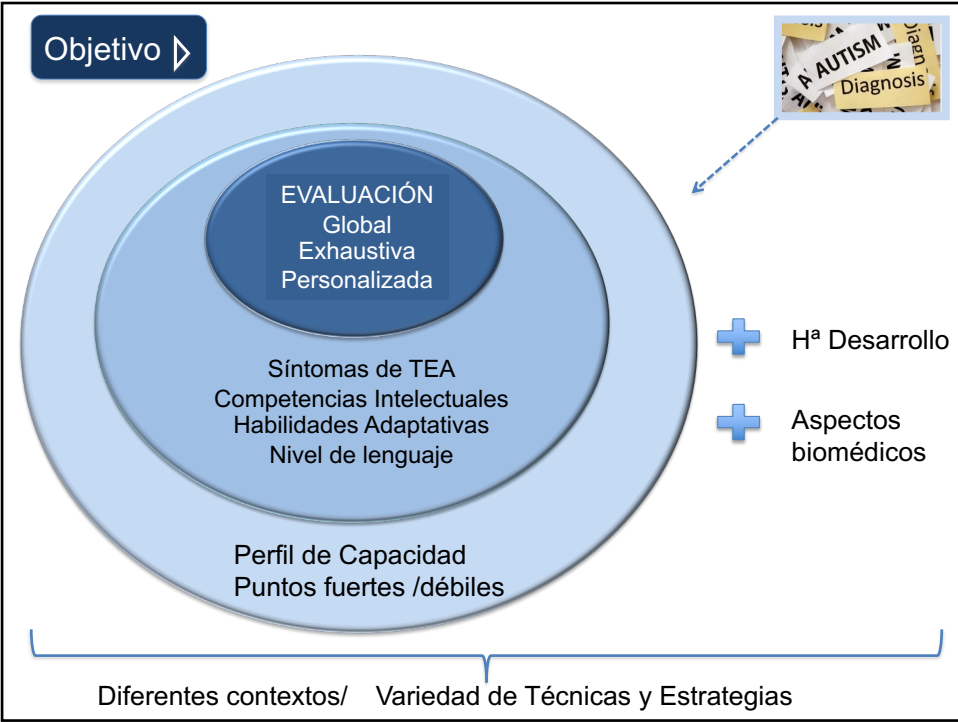 Objetivo
AUTISM
Diagnosis
Diagn
EVALUACIÓN
Global
Exhaustiva
Personalizada
Síntomas de TEA
Competencias Intelectuales
Habilidades Adaptativas
Nivel de lenguaje
Perfil de Capacidad
Puntos fuertes /débiles
Hª Desarrollo
Aspectos
biomédicos
Diferentes contextos/ Variedad de Técnicas y Estrategias